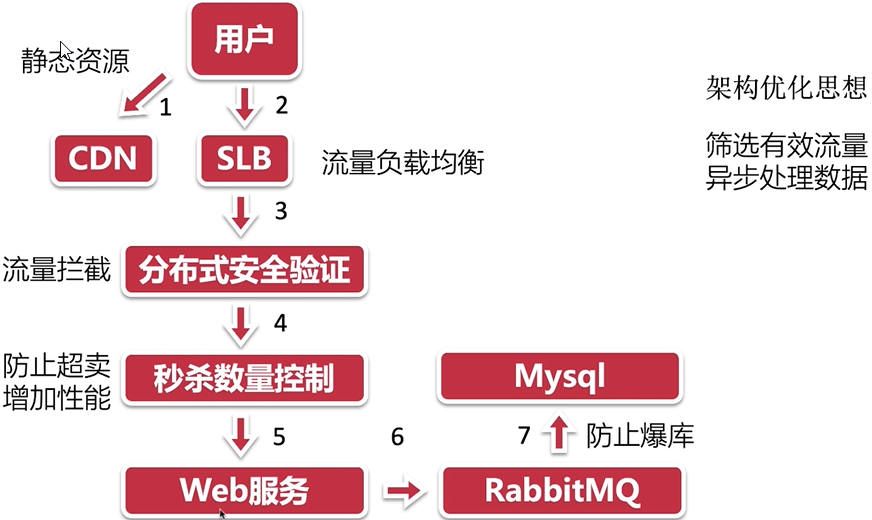 用户
静态资源
1
2
架构优化思想
CDN
SLB
流量负载均衡
筛选有效流量
异步处理数据
3
流量拦截
分布式安全验证
4
防止超卖
增加性能
秒杀数量控制
Mysql
5
6
7
防止爆库
Web服务
RabbitMQ